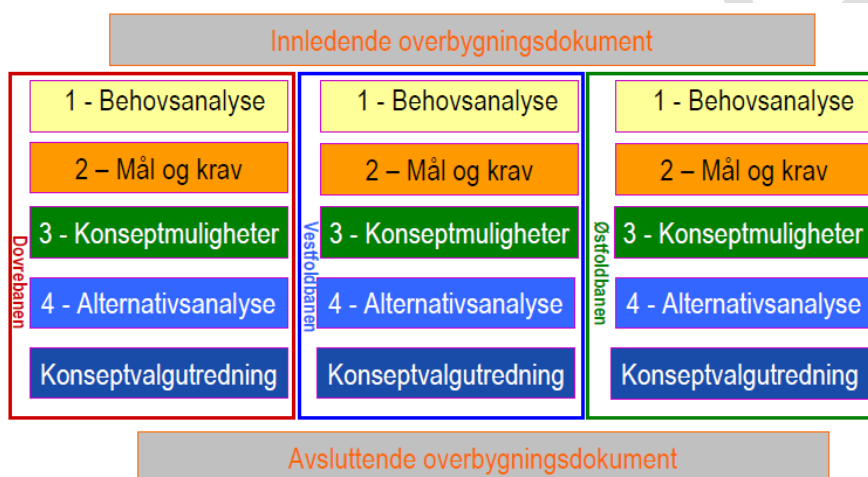 Innledende overbygningsdokument
Dovrebanen
1 - Behovsanalyse
2 – Mål og krav
3 - Konseptmuligheter
4 - Alternativsanalyse
Konseptvalgutredning
Vestfoldbanen
1 - Behovsanalyse
2 – Mål og krav
3 - Konseptmuligheter
4 - Alternativsanalyse
Konseptvalgutredning
Østfoldbanen
1 - Behovsanalyse
2 – Mål og krav
3 - Konseptmuligheter
4 - Alternativsanalyse
Konseptvalgutredning
Avsluttende overbygningsdokument